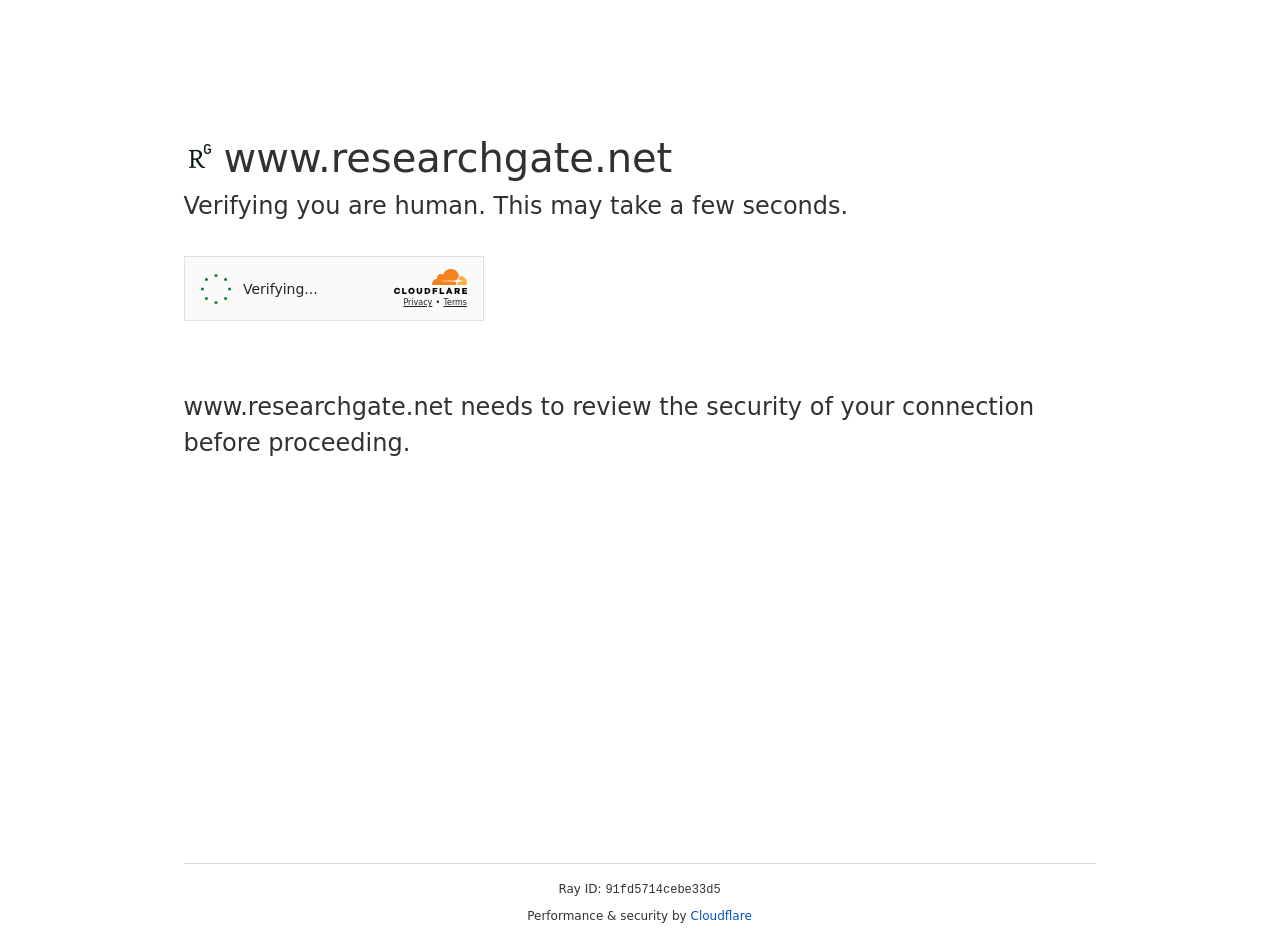 RG www.researchgate.net
Verifying you are human. This may take a few seconds.
Verifying...
CLOUDFLARE
Privacy • Terms
www.researchgate.net needs to review the security of your connection
before proceeding.
Ray ID: 91fd5714cebe33d5
Performance & security by Cloudflare